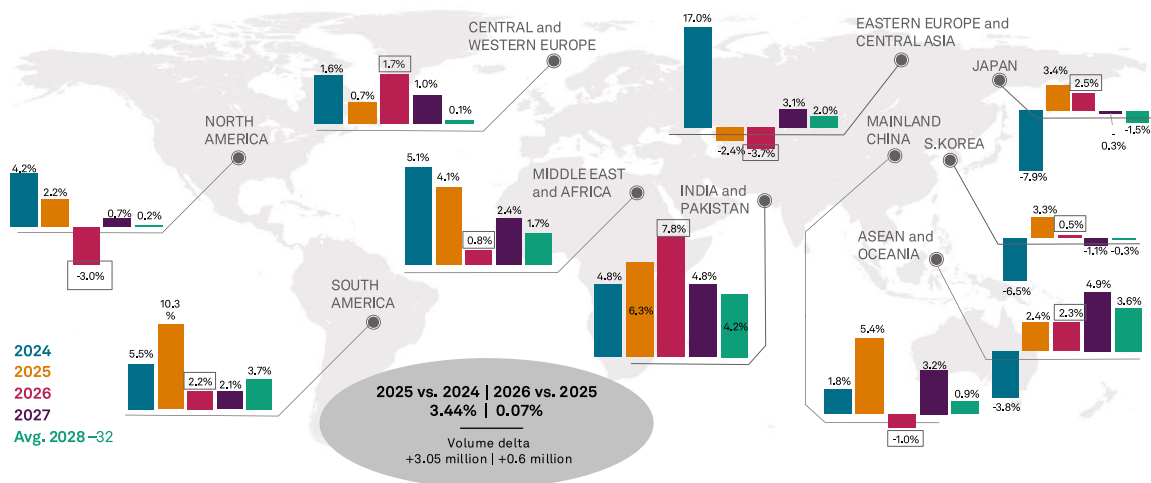 CENTRAL and
WESTERN EUROPE
1.6%
0.7%
1.7%
1.0%
0.1%
EASTERN EUROPE and
CENTRAL ASIA
17.0%
-2.4%
-3.7%
3.1%
2.0%
JAPAN
-7.9%
3.4%
2.5%
-
0.3%
-1.5%
NORTH
AMERICA
4.2%
2.2%
-3.0%
0.7%
0.2%
MIDDLE EAST
and AFRICA
5.1%
4.1%
0.8%
2.4%
1.7%
INDIA and
PAKISTAN
4.8%
6.3%
7.8%
4.8%
4.2%
MAINLAND
CHINA
1.8%
5.4%
-1.0%
3.2%
0.9%
S.KOREA
-6.5%
3.3%
0.5%
-1.1%
-0.3%
ASEAN and
OCEANIA
-3.8%
2.4%
2.3%
4.9%
3.6%
SOUTH
AMERICA
5.5%
10.3
%
2.2%
2.1%
3.7%
2024
2025
2026
2027
Avg. 2028–32
2025 vs. 2024 | 2026 vs. 2025
3.44% | 0.07%
Volume delta
+3.05 million | +0.6 million